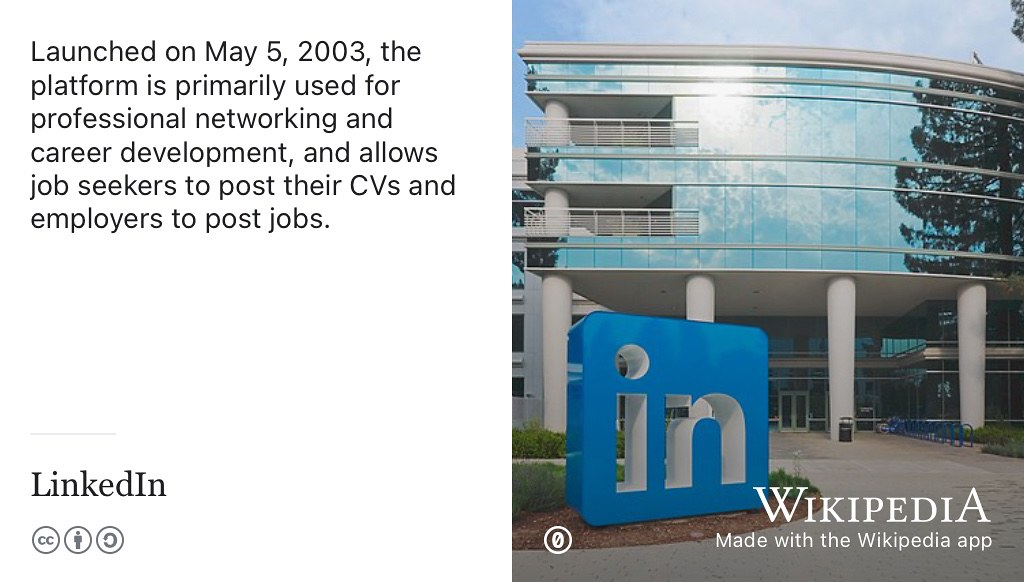 Launched on May 5, 2003, the
platform is primarily used for
professional networking and
career development, and allows
job seekers to post their CVs and
employers to post jobs.
LinkedIn
cc
in
WIKIPEDIA
Made with the Wikipedia app